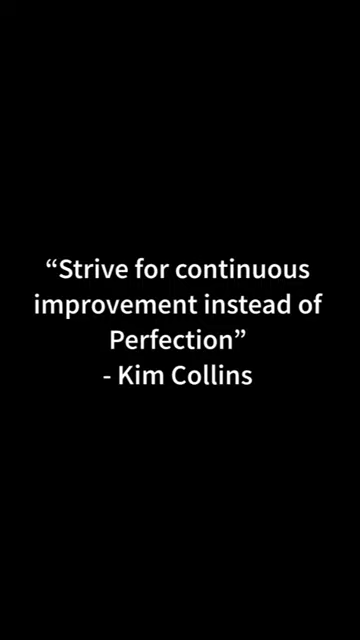 “Strive for continuous
improvement instead of
Perfection”
- Kim Collins